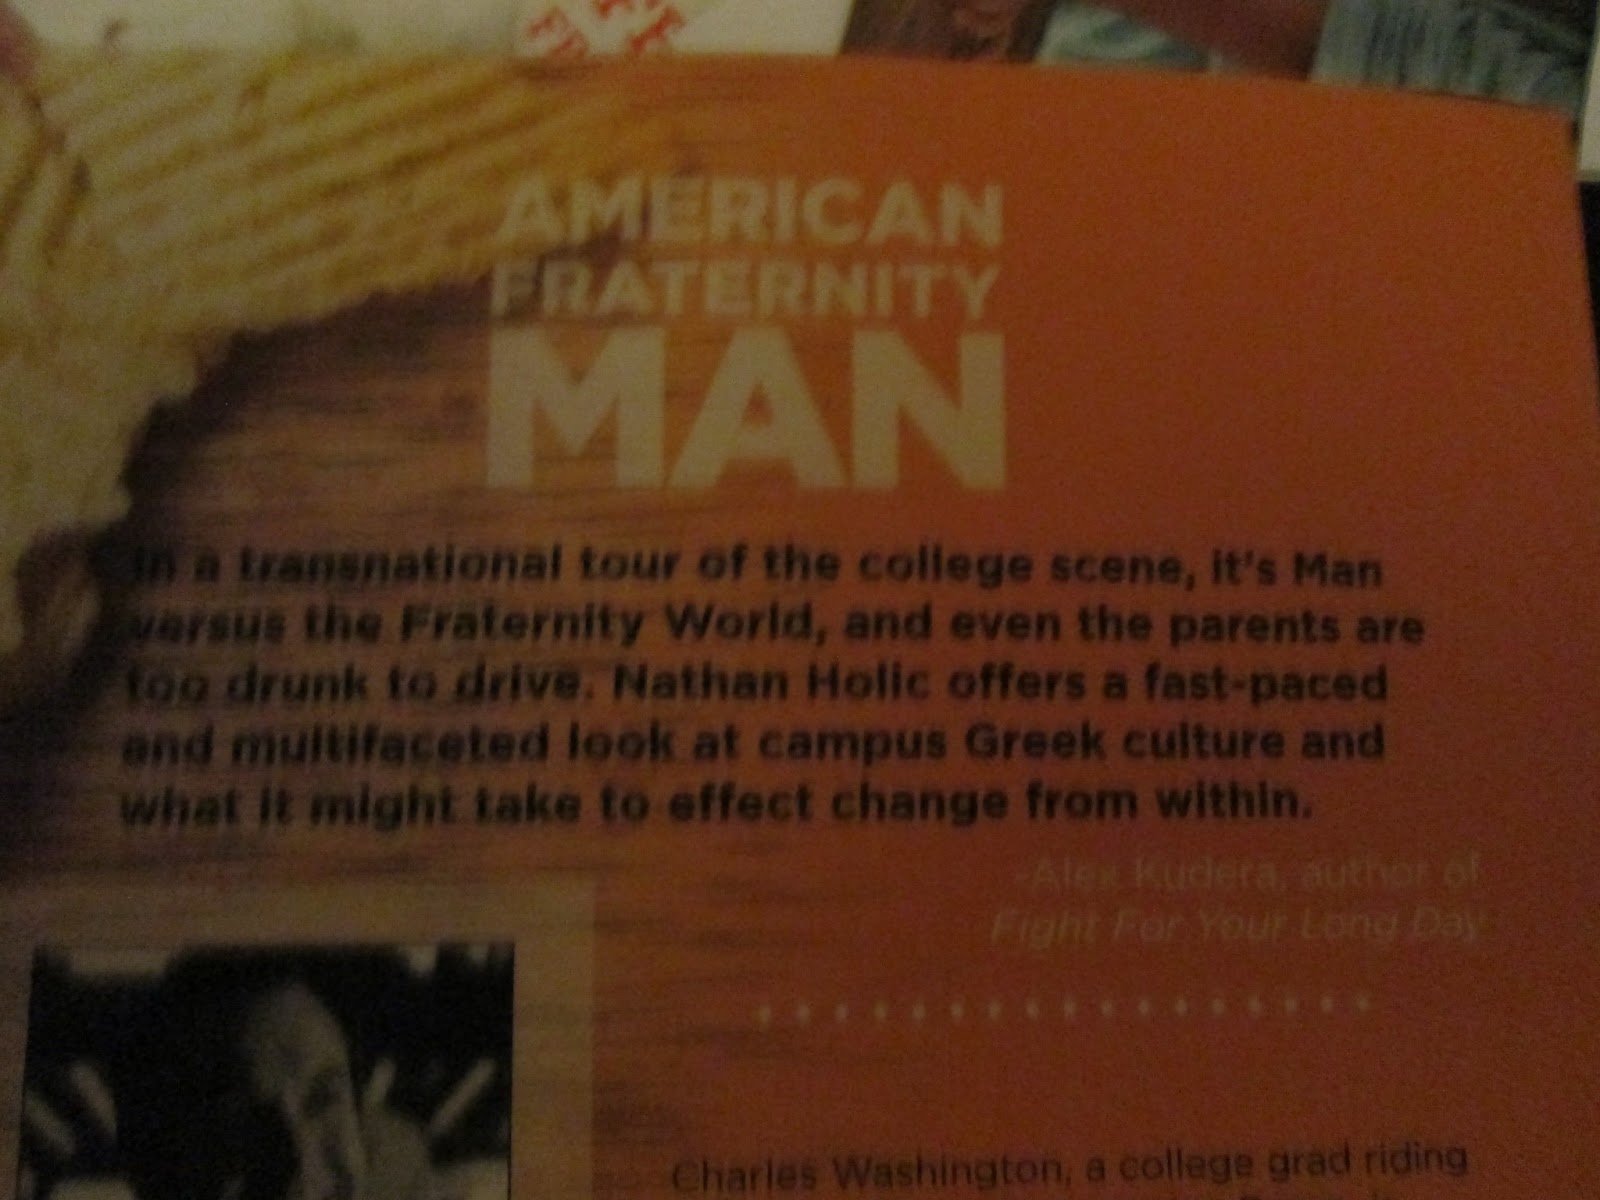 AMERICAN
FRATERNITY
MAN
In a transnational tour of the college scene, it's Man
versus the Fraternity World, and even the parents are
too drunk to drive. Nathan Holic offers a fast-paced
and multifaceted look at campus Greek culture and
what it might take to effect change from within.
-Alex Kudera, author of
Fight For Your Long Day
Charles Washington, a college grad riding